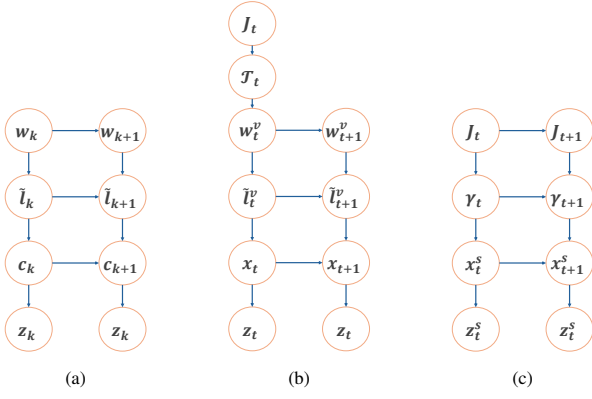 J_t
𝒯_t
w_k w_{k+1} w_t^v w_{t+1}^v J_t J_{t+1}
l̃_k l̃_{k+1} l̃_t^v l̃_{t+1}^v γ_t γ_{t+1}
c_k c_{k+1} x_t x_{t+1} x_t^s x_{t+1}^s
z_k z_k z_t z_t z_t^s z_t^s
(a) (b) (c)